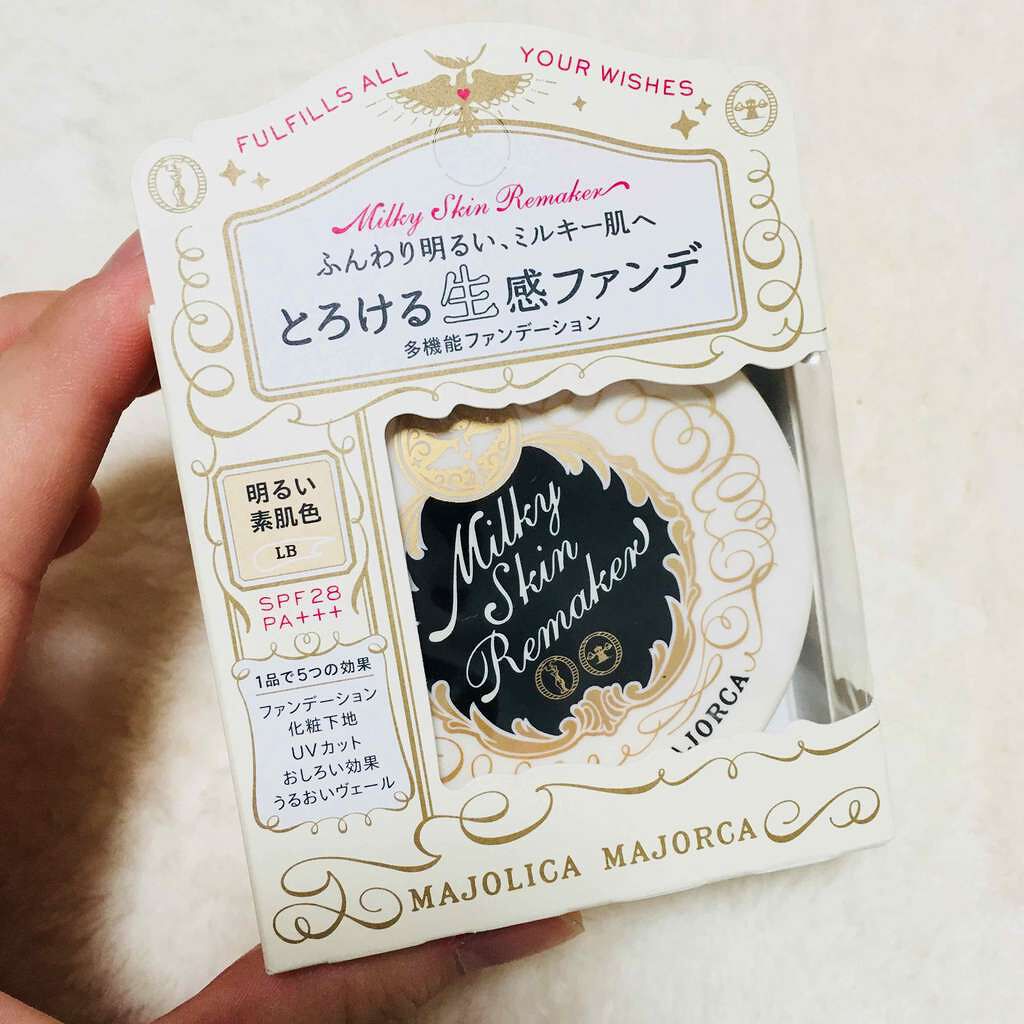 FULFILLS ALL YOUR WISHES
Milky Skin Remaker
ふんわり明るい、ミルキー肌へ
とろける生感ファンデ
多機能ファンデーション
明るい
素肌色
LB
SPF28
PA+++
1品で5つの効果
ファンデーション
化粧下地
UVカット
おしろい効果
うるおいヴェール
Milky
Skin
Remaker
JORCA
MAJOLICA MAJORCA